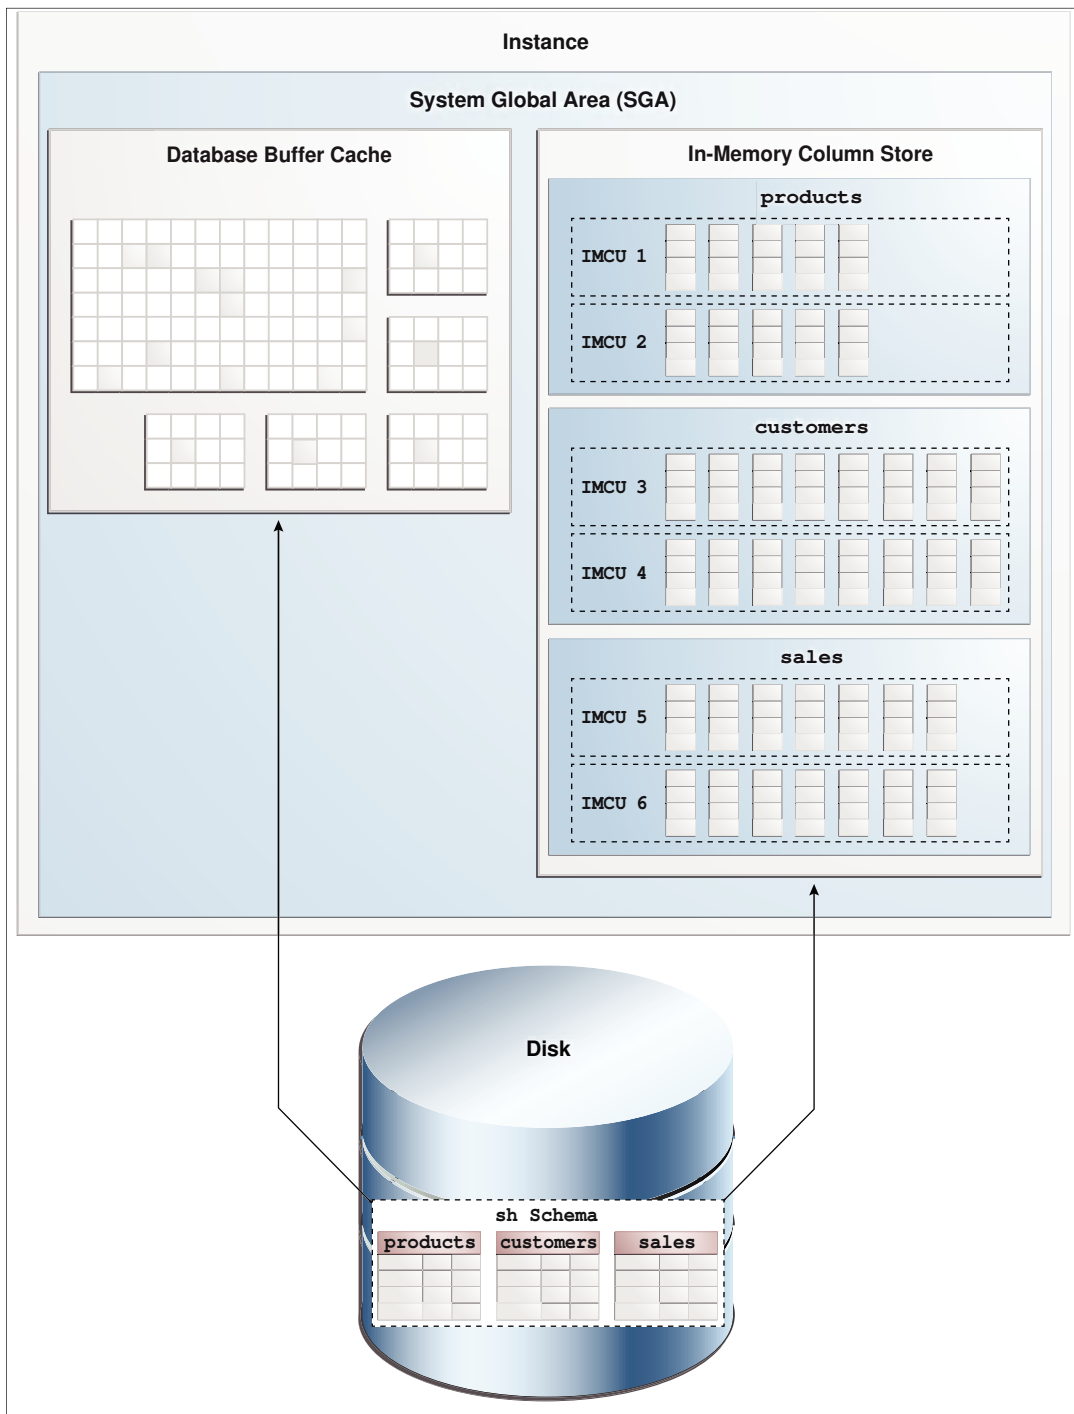 Instance
System Global Area (SGA)
Database Buffer Cache
In-Memory Column Store
products
IMCU 1
IMCU 2
customers
IMCU 3
IMCU 4
sales
IMCU 5
IMCU 6
Disk
sh Schema
products customers sales